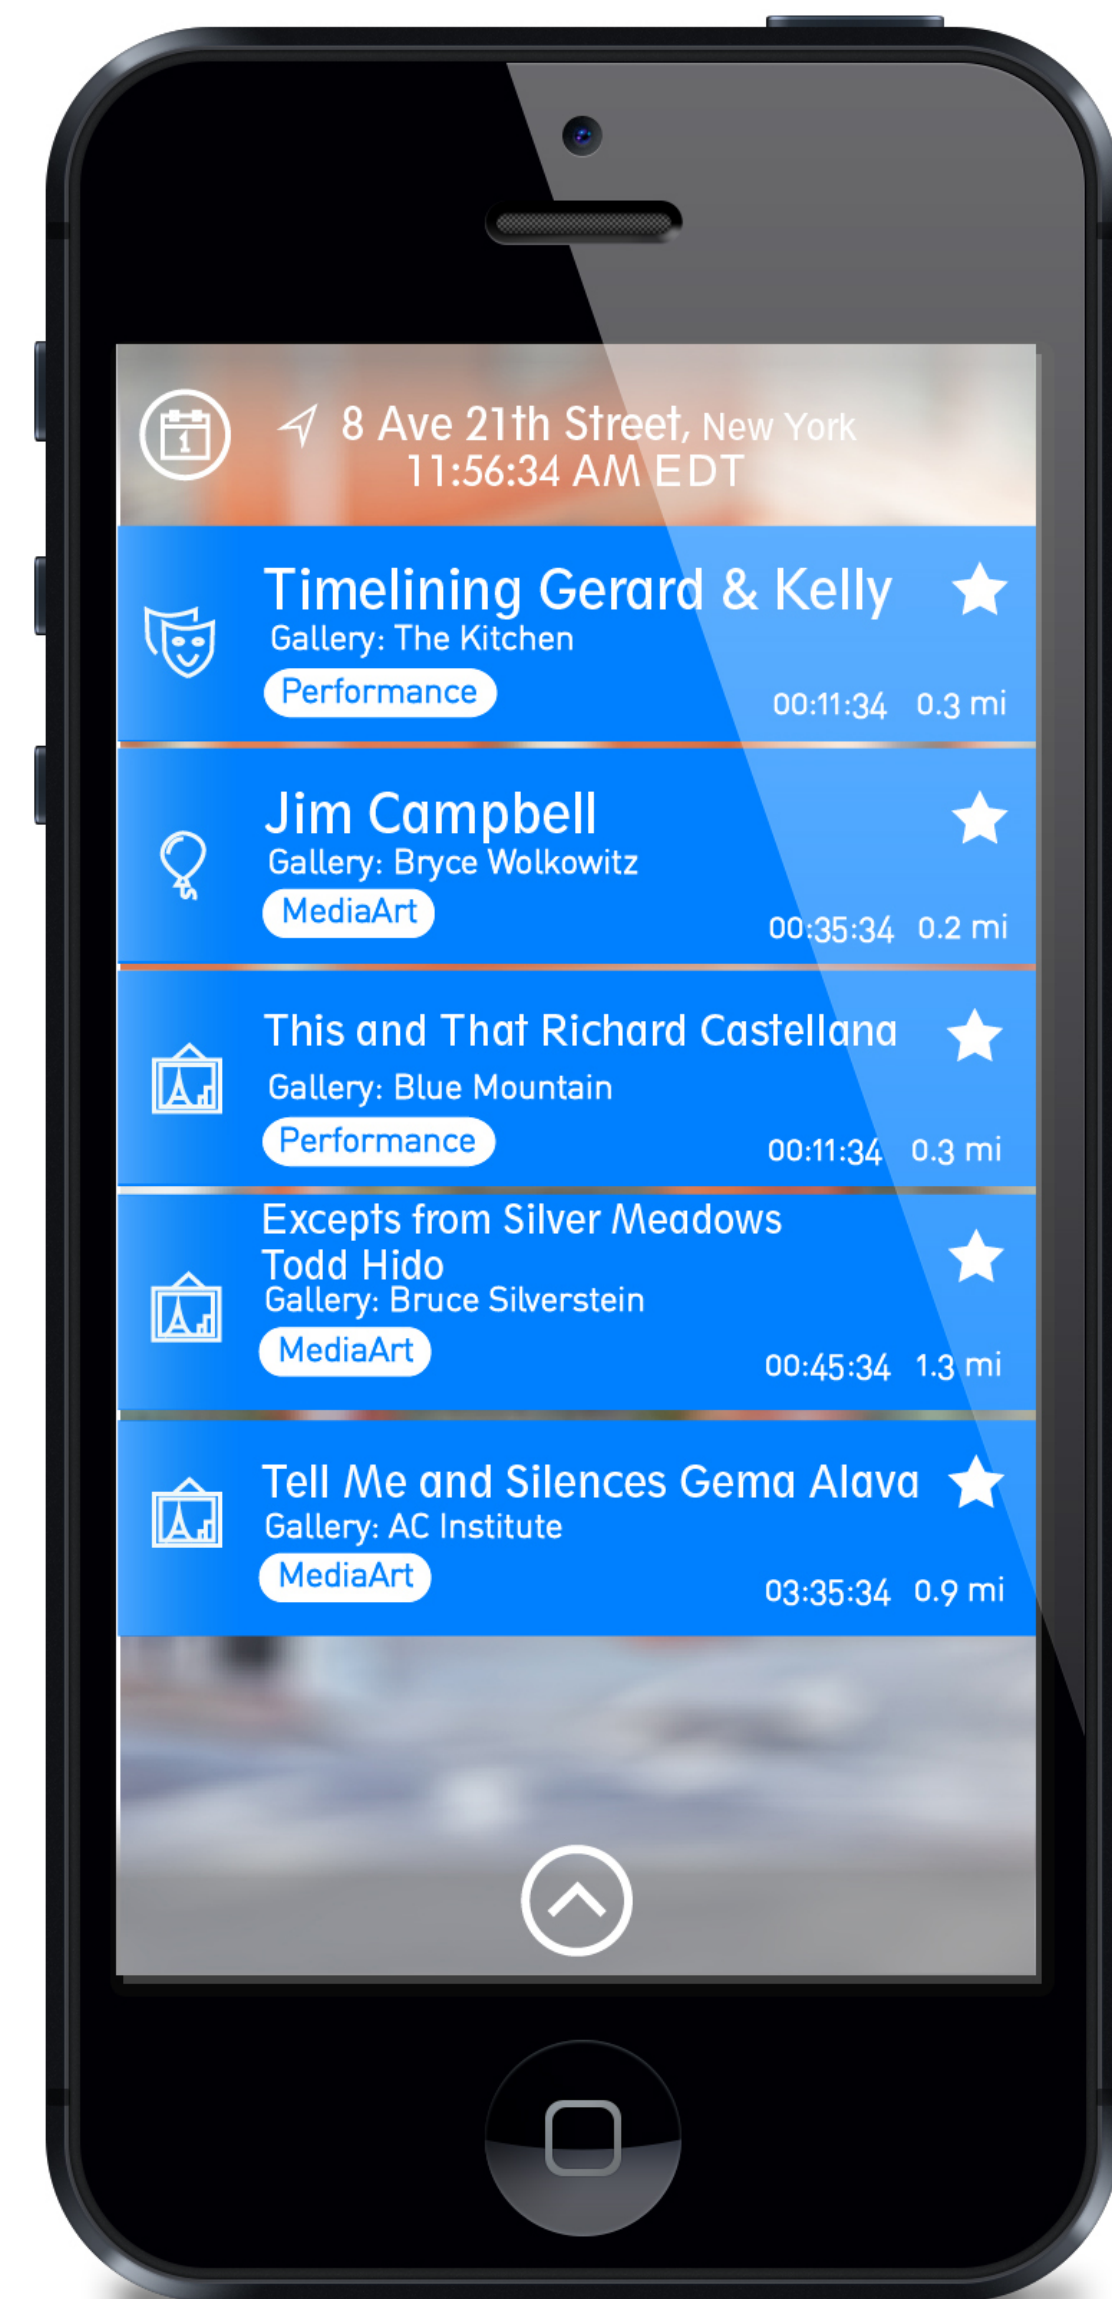 1
8 Ave 21th Street, New York
11:56:34 AM EDT
Timelining Gerard & Kelly
Gallery: The Kitchen
Performance
00:11:34 0.3 mi
Jim Campbell
Gallery: Bryce Wolkowitz
MediaArt
00:35:34 0.2 mi
This and That Richard Castellana
Gallery: Blue Mountain
Performance
00:11:34 0.3 mi
Excepts from Silver Meadows
Todd Hido
Gallery: Bruce Silverstein
MediaArt
00:45:34 1.3 mi
Tell Me and Silences Gema Alava
Gallery: AC Institute
MediaArt
03:35:34 0.9 mi